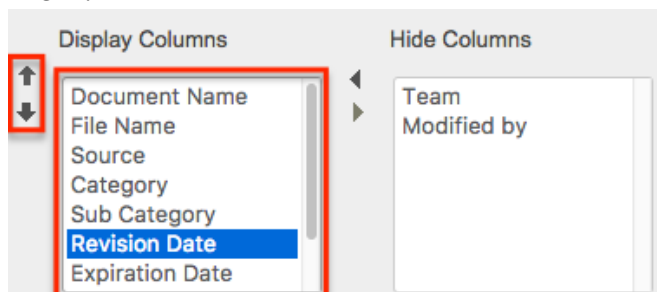 Display Columns
Hide Columns
Document Name
File Name
Source
Category
Sub Category
Revision Date
Expiration Date
Team
Modified by